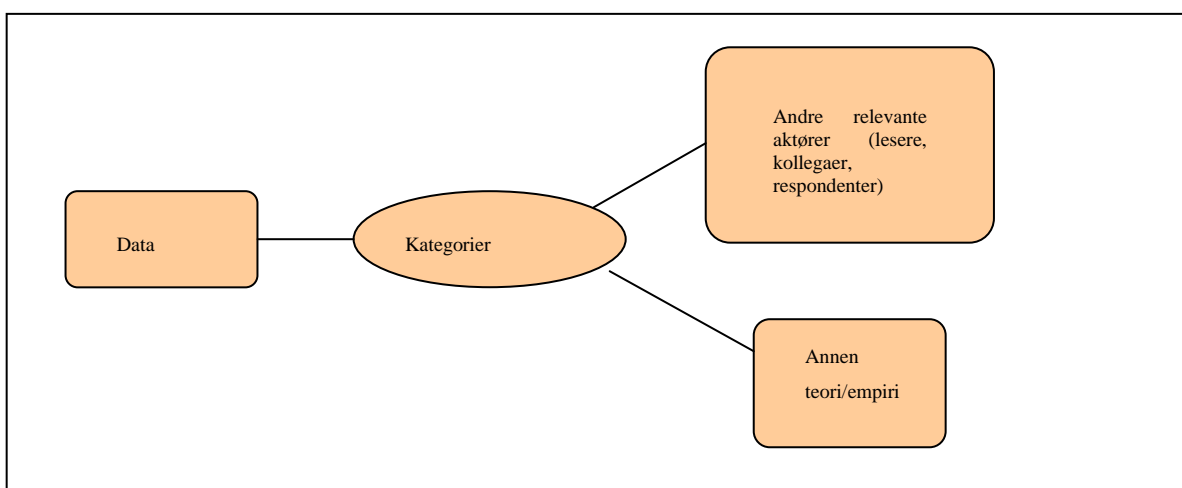 Data
Kategorier
Andre relevante
aktører (lesere,
kollegaer,
respondenter)
Annen
teori/empiri